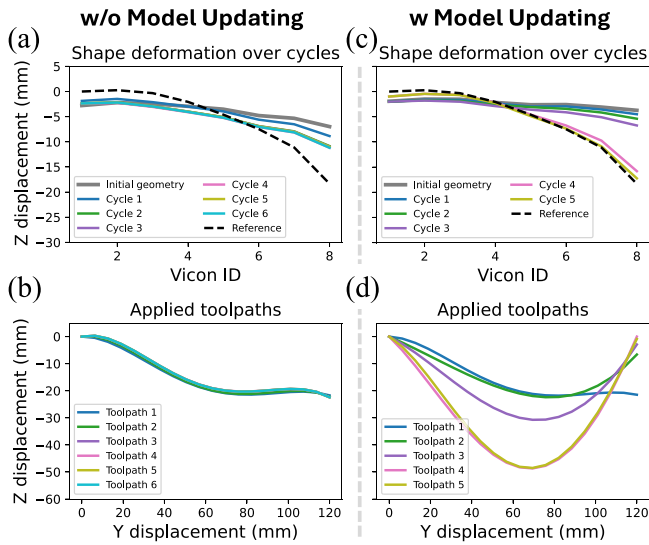 w/o Model Updating
w Model Updating
(a)
Shape deformation over cycles
(c)
Shape deformation over cycles
Z displacement (mm)
5
0
−5
−10
−15
−20
−25
−30
Initial geometry
Cycle 1
Cycle 2
Cycle 3
Cycle 4
Cycle 5
Cycle 6
Reference
2
4
6
8
Vicon ID
Initial geometry
Cycle 1
Cycle 2
Cycle 3
Cycle 4
Cycle 5
Reference
2
4
6
8
Vicon ID
(b)
Applied toolpaths
(d)
Applied toolpaths
Z displacement (mm)
10
0
−10
−20
−30
−40
−50
−60
Toolpath 1
Toolpath 2
Toolpath 3
Toolpath 4
Toolpath 5
Toolpath 6
0
20
40
60
80
100
120
Y displacement (mm)
Toolpath 1
Toolpath 2
Toolpath 3
Toolpath 4
Toolpath 5
0
20
40
60
80
100
120
Y displacement (mm)